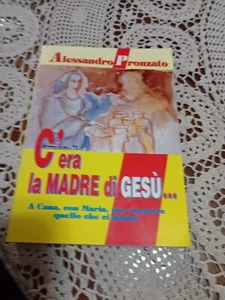 Alessandro Pronzato
C'era
la MADRE di GESÙ...
A Cana, con Maria, per scoprire
quello che ci manca